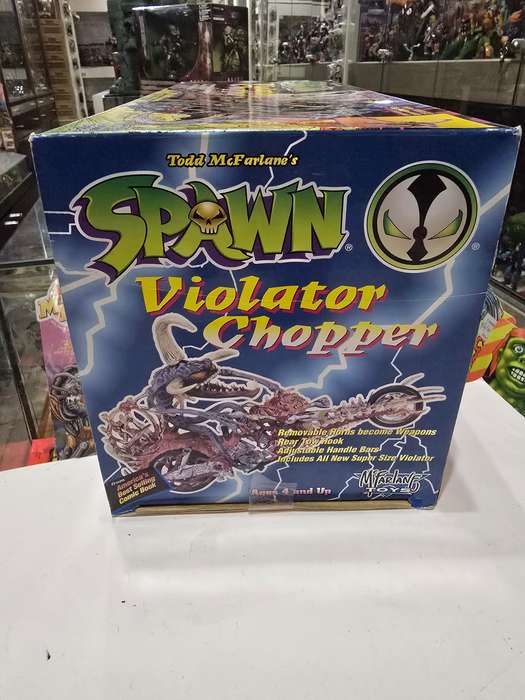 Todd McFarlane's
SPAWN
®
®
Violator
Chopper
Removable Horns become Weapons
Rear Tow Hook
Adjustable Handle Bars
Includes All New Super Size Violator
from
America's
Best Selling
Comic Book
Ages 4 and Up
McFARLANE
TOYS